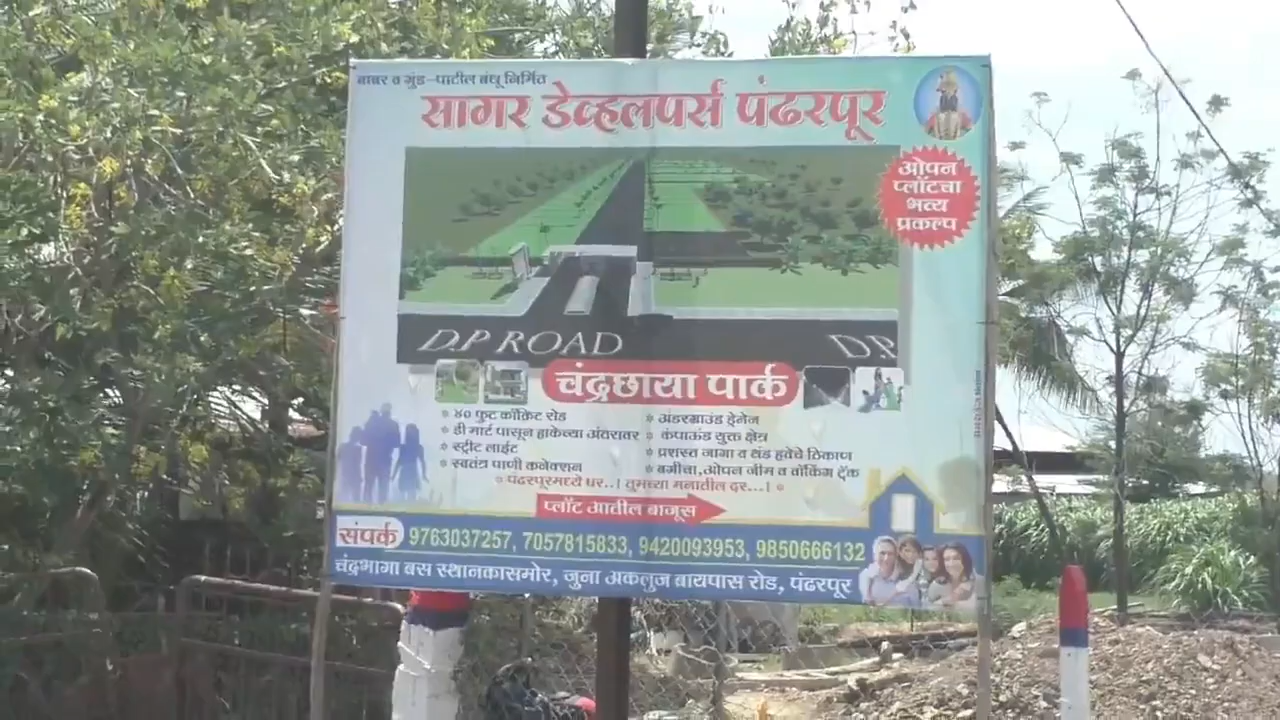 बाबर व गुंड-पाटील बंधू निर्मित
सागर डेव्हलपर्स पंढरपूर
ओपन
प्लॉटचा
भव्य
प्रकल्प
D.P ROAD
D.P
चंद्रछाया पार्क
४० फुट काँक्रिट रोड
डी मार्ट पासून हाकेच्या अंतरावर
स्ट्रीट लाईट
स्वतंत्र पाणी कनेक्शन
अंडरग्राउंड ड्रेनेज
कंपाऊंड युक्त क्षेत्र
प्रशस्त जागा व थंड हवेचे ठिकाण
बगीचा,ओपन जीम व वॉकिंग ट्रॅक
पंढरपूरमध्ये घर..! तुमच्या मनातील दर...!
प्लॉट आतील बाजूस
संपर्क 9763037257, 7057815833, 9420093953, 9850666132
चंद्रभागा बस स्थानकासमोर, जुना अकलुज बायपास रोड, पंढरपूर